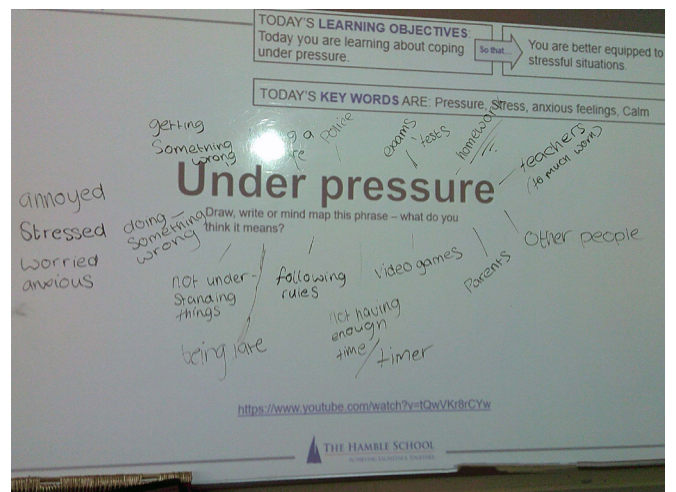 TODAY'S LEARNING OBJECTIVES:
Today you are learning about coping
under pressure.
So that...
You are better equipped to
stressful situations.
TODAY'S KEY WORDS ARE: Pressure, Stress, anxious feelings, Calm
getting
Something
wrong
g a
re
police
exams
tests
homework
teachers
(to much work)
Under pressure
Draw, write or mind map this phrase – what do you
think it means?
annoyed
Stressed
worried
anxious
doing
Something
wrong
not under-
standing
things
following
rules
video games
Parents
Other people
being late
not having
enough
time / timer
https://www.youtube.com/watch?v=tQwVKr8rCYw
THE HAMBLE SCHOOL